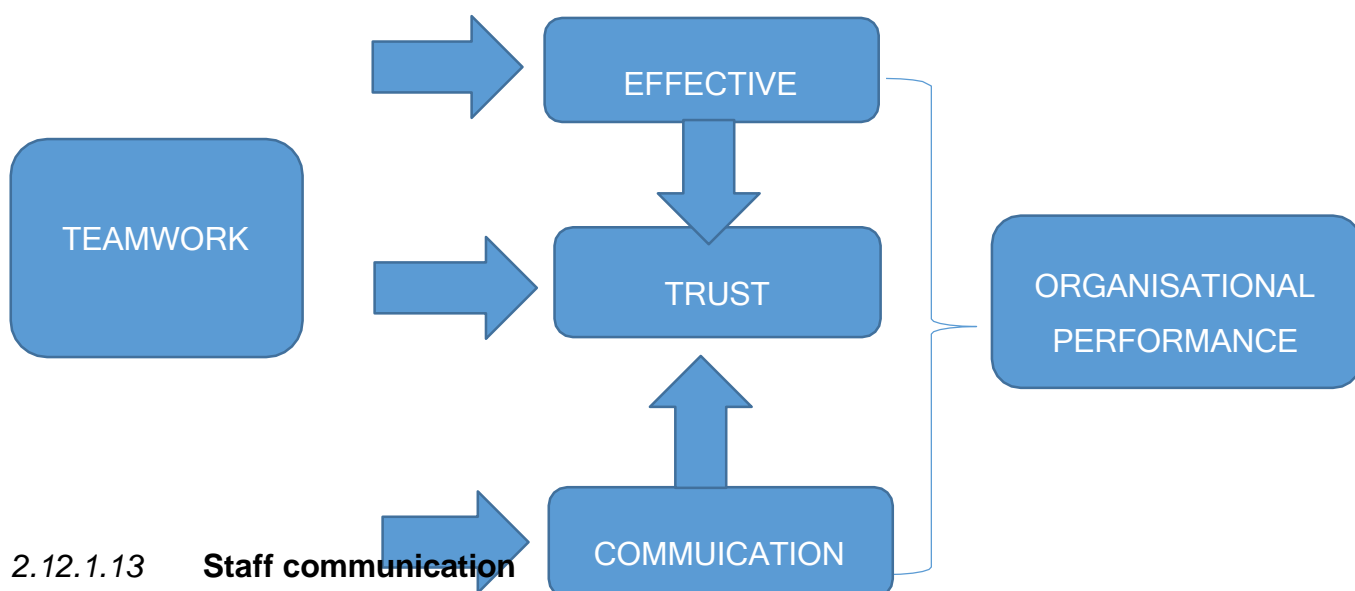 EFFECTIVE
TEAMWORK
TRUST
ORGANISATIONAL
PERFORMANCE
COMMUICATION
2.12.1.13 Staff communication